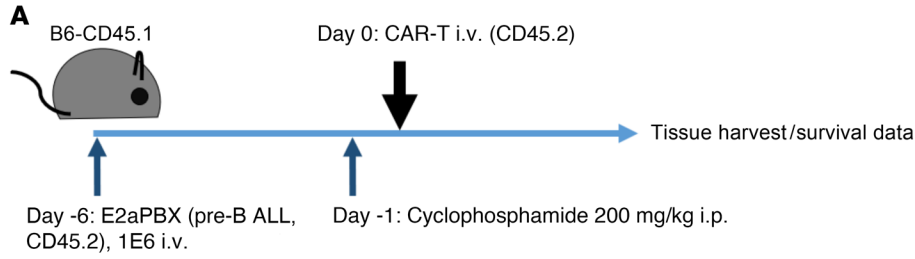 A
B6-CD45.1
Day 0: CAR-T i.v. (CD45.2)
Tissue harvest/survival data
Day -6: E2aPBX (pre-B ALL,
CD45.2), 1E6 i.v.
Day -1: Cyclophosphamide 200 mg/kg i.p.